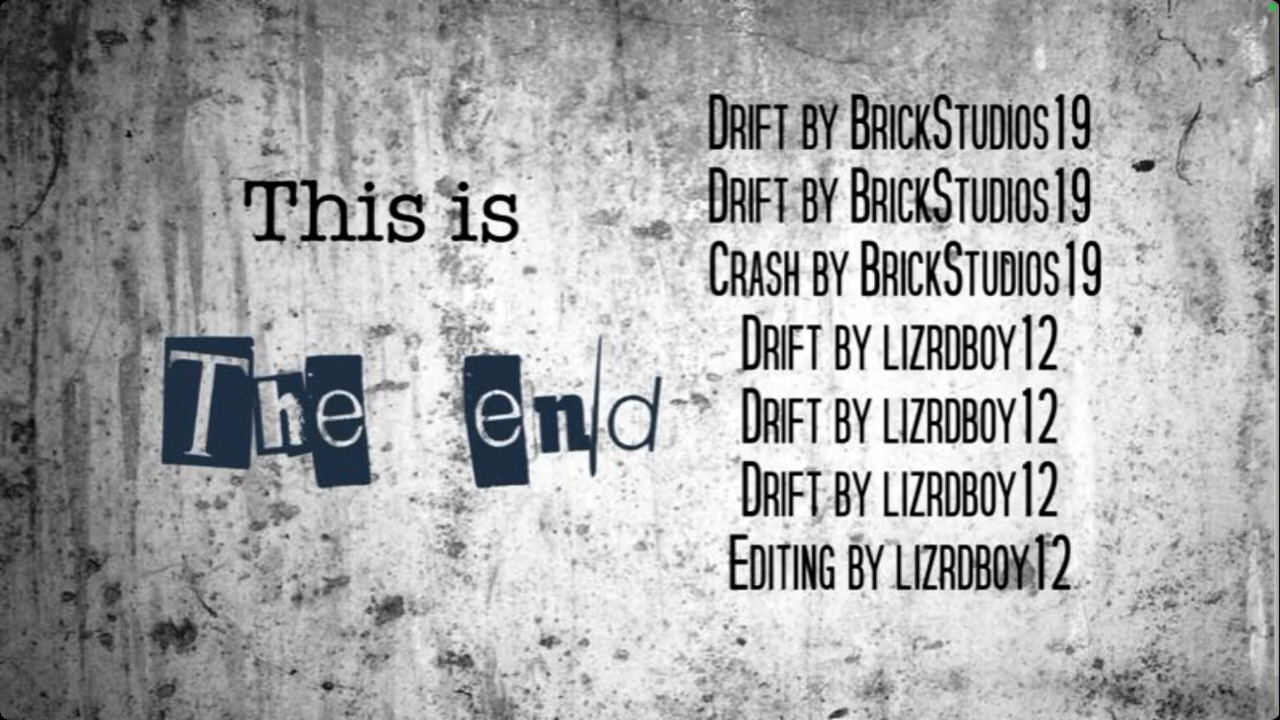 This is
The end
Drift by BrickStudios19
Drift by BrickStudios19
Crash by BrickStudios19
Drift by lizrdboy12
Drift by lizrdboy12
Drift by lizrdboy12
Editing by lizrdboy12